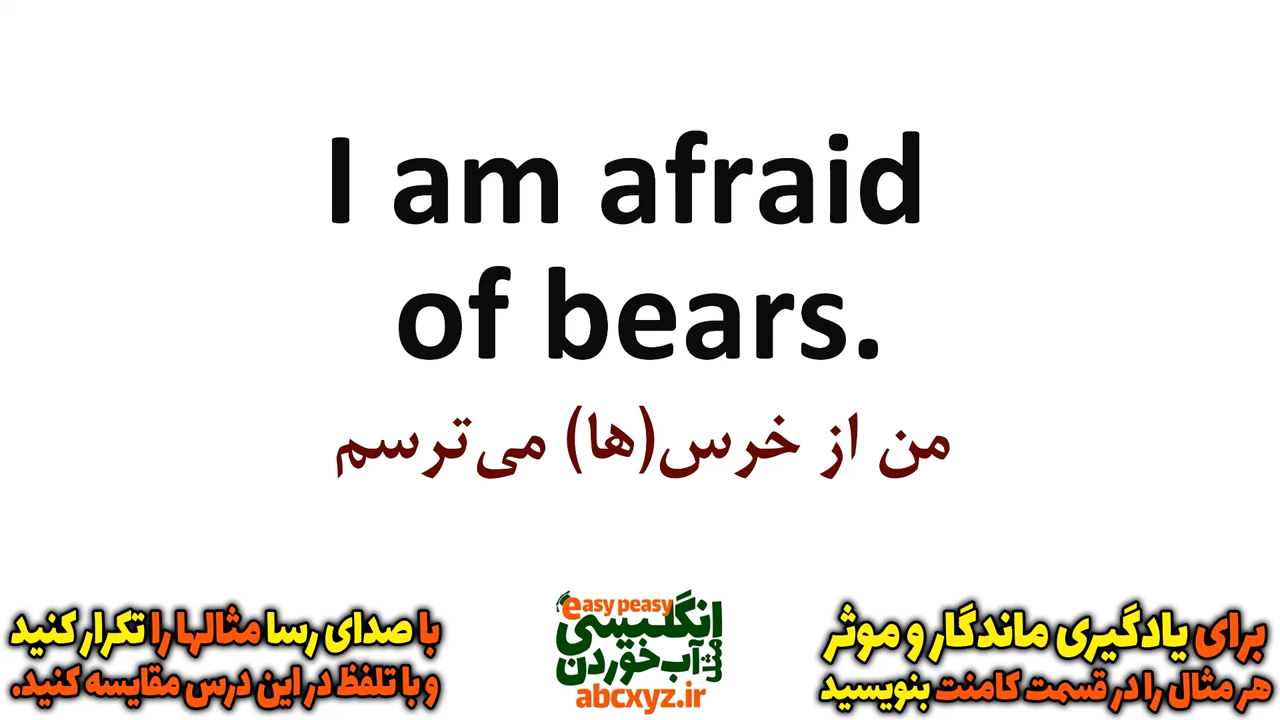 I am afraid
of bears.
من از خرس(ها) می‌ترسم
برای یادگیری ماندگار و موثر
هر مثال را در قسمت کامنت بنویسید
easy peasy
انگلیسی
مثل آب خوردن
abcxyz.ir
با صدای رسا مثالها را تکرار کنید
و با تلفظ در این درس مقایسه کنید.